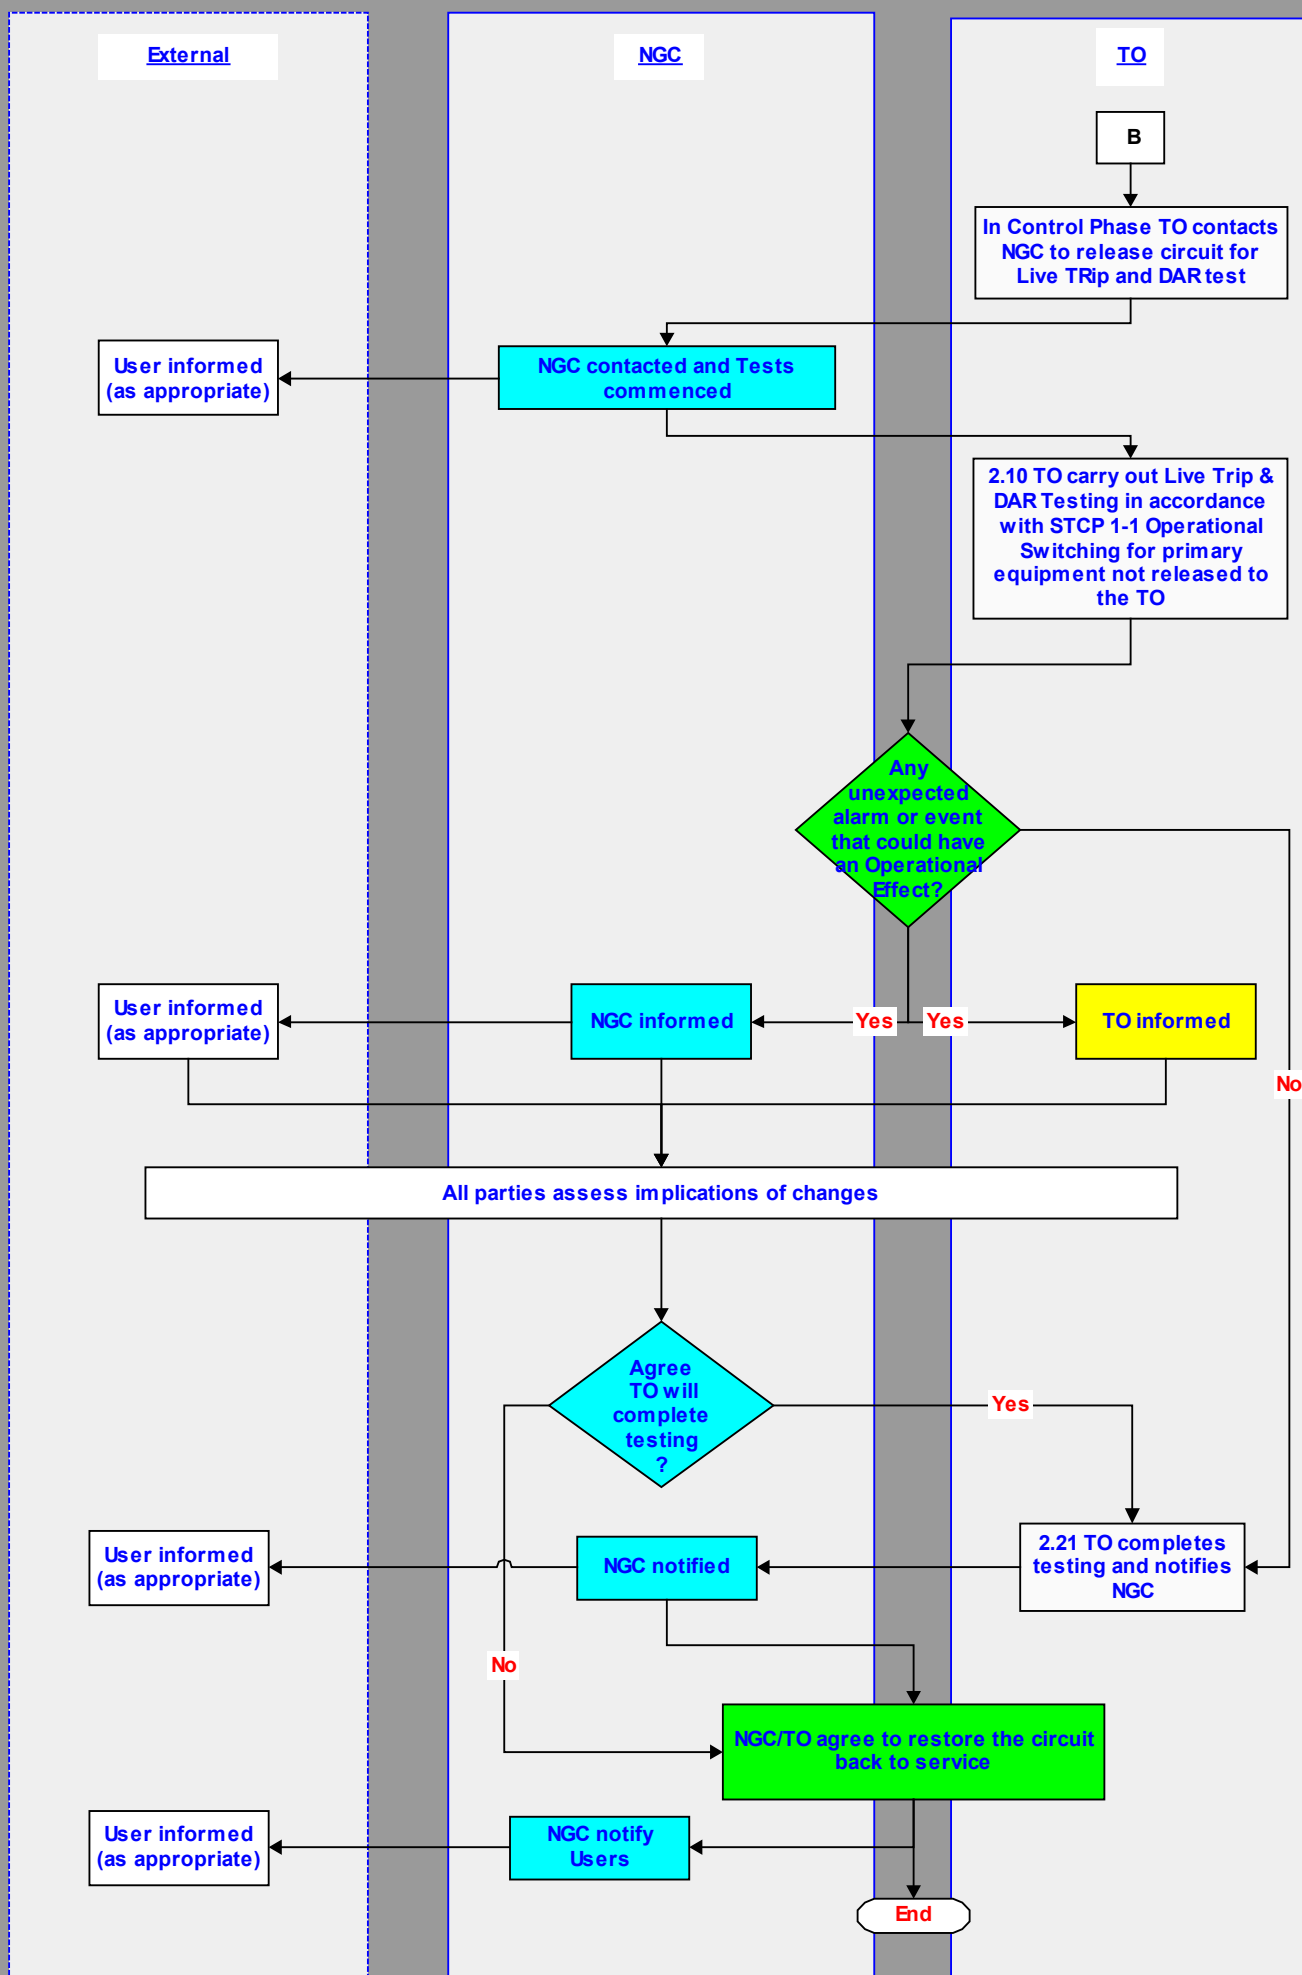 External
NGC
TO
B
In Control Phase TO contacts
NGC to release circuit for
Live TRip and DAR test
User informed
(as appropriate)
NGC contacted and Tests
commenced
2.10 TO carry out Live Trip &
DAR Testing in accordance
with STCP 1-1 Operational
Switching for primary
equipment not released to
the TO
Any
unexpected
alarm or event
that could have
an Operational
Effect?
User informed
(as appropriate)
NGC informed
Yes
Yes
TO informed
No
All parties assess implications of changes
Agree
TO will
complete
testing
?
Yes
User informed
(as appropriate)
NGC notified
2.21 TO completes
testing and notifies
NGC
No
NGC/TO agree to restore the circuit
back to service
User informed
(as appropriate)
NGC notify
Users
End